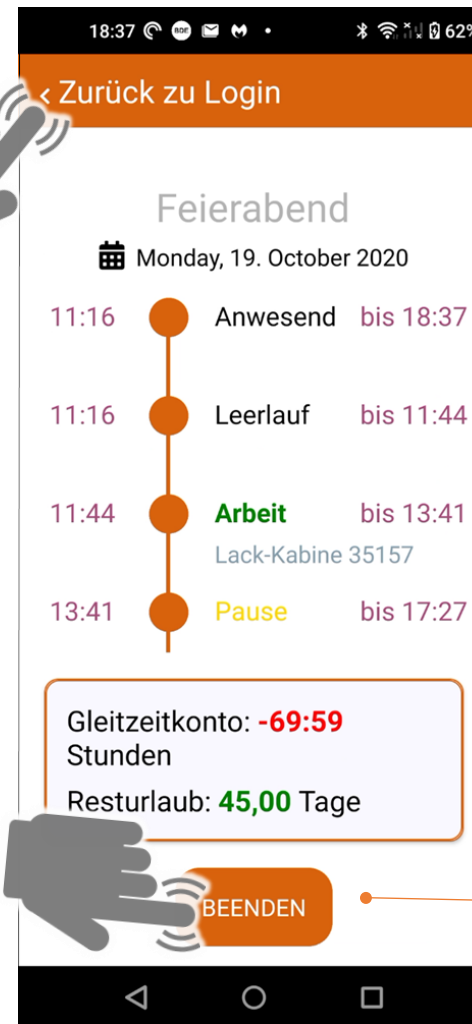 18:37 BDE 62%
< Zurück zu Login
Feierabend
Monday, 19. October 2020
11:16 Anwesend bis 18:37
11:16 Leerlauf bis 11:44
11:44 Arbeit bis 13:41
Lack-Kabine 35157
13:41 Pause bis 17:27
Gleitzeitkonto: -69:59
Stunden
Resturlaub: 45,00 Tage
BEENDEN